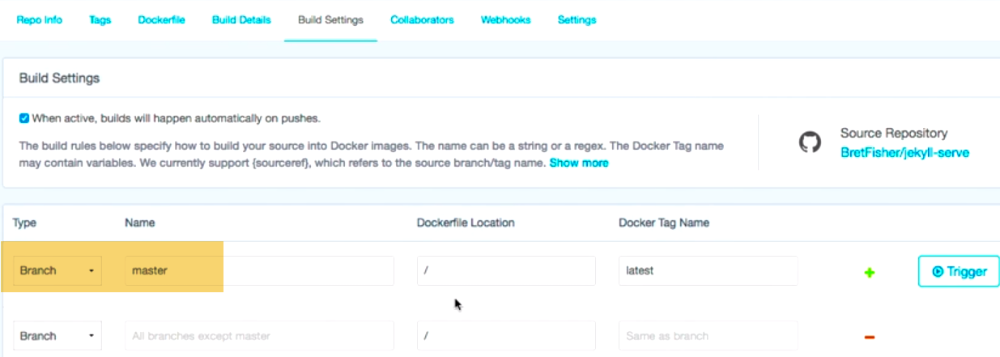 Repo Info Tags Dockerfile Build Details Build Settings Collaborators Webhooks Settings
Build Settings
When active, builds will happen automatically on pushes.
The build rules below specify how to build your source into Docker images. The name can be a string or a regex. The Docker Tag name
may contain variables. We currently support {sourceref}, which refers to the source branch/tag name. Show more
Source Repository
BretFisher/jekyll-serve
Type Name Dockerfile Location Docker Tag Name
Branch master / latest Trigger
Branch All branches except master / Same as branch